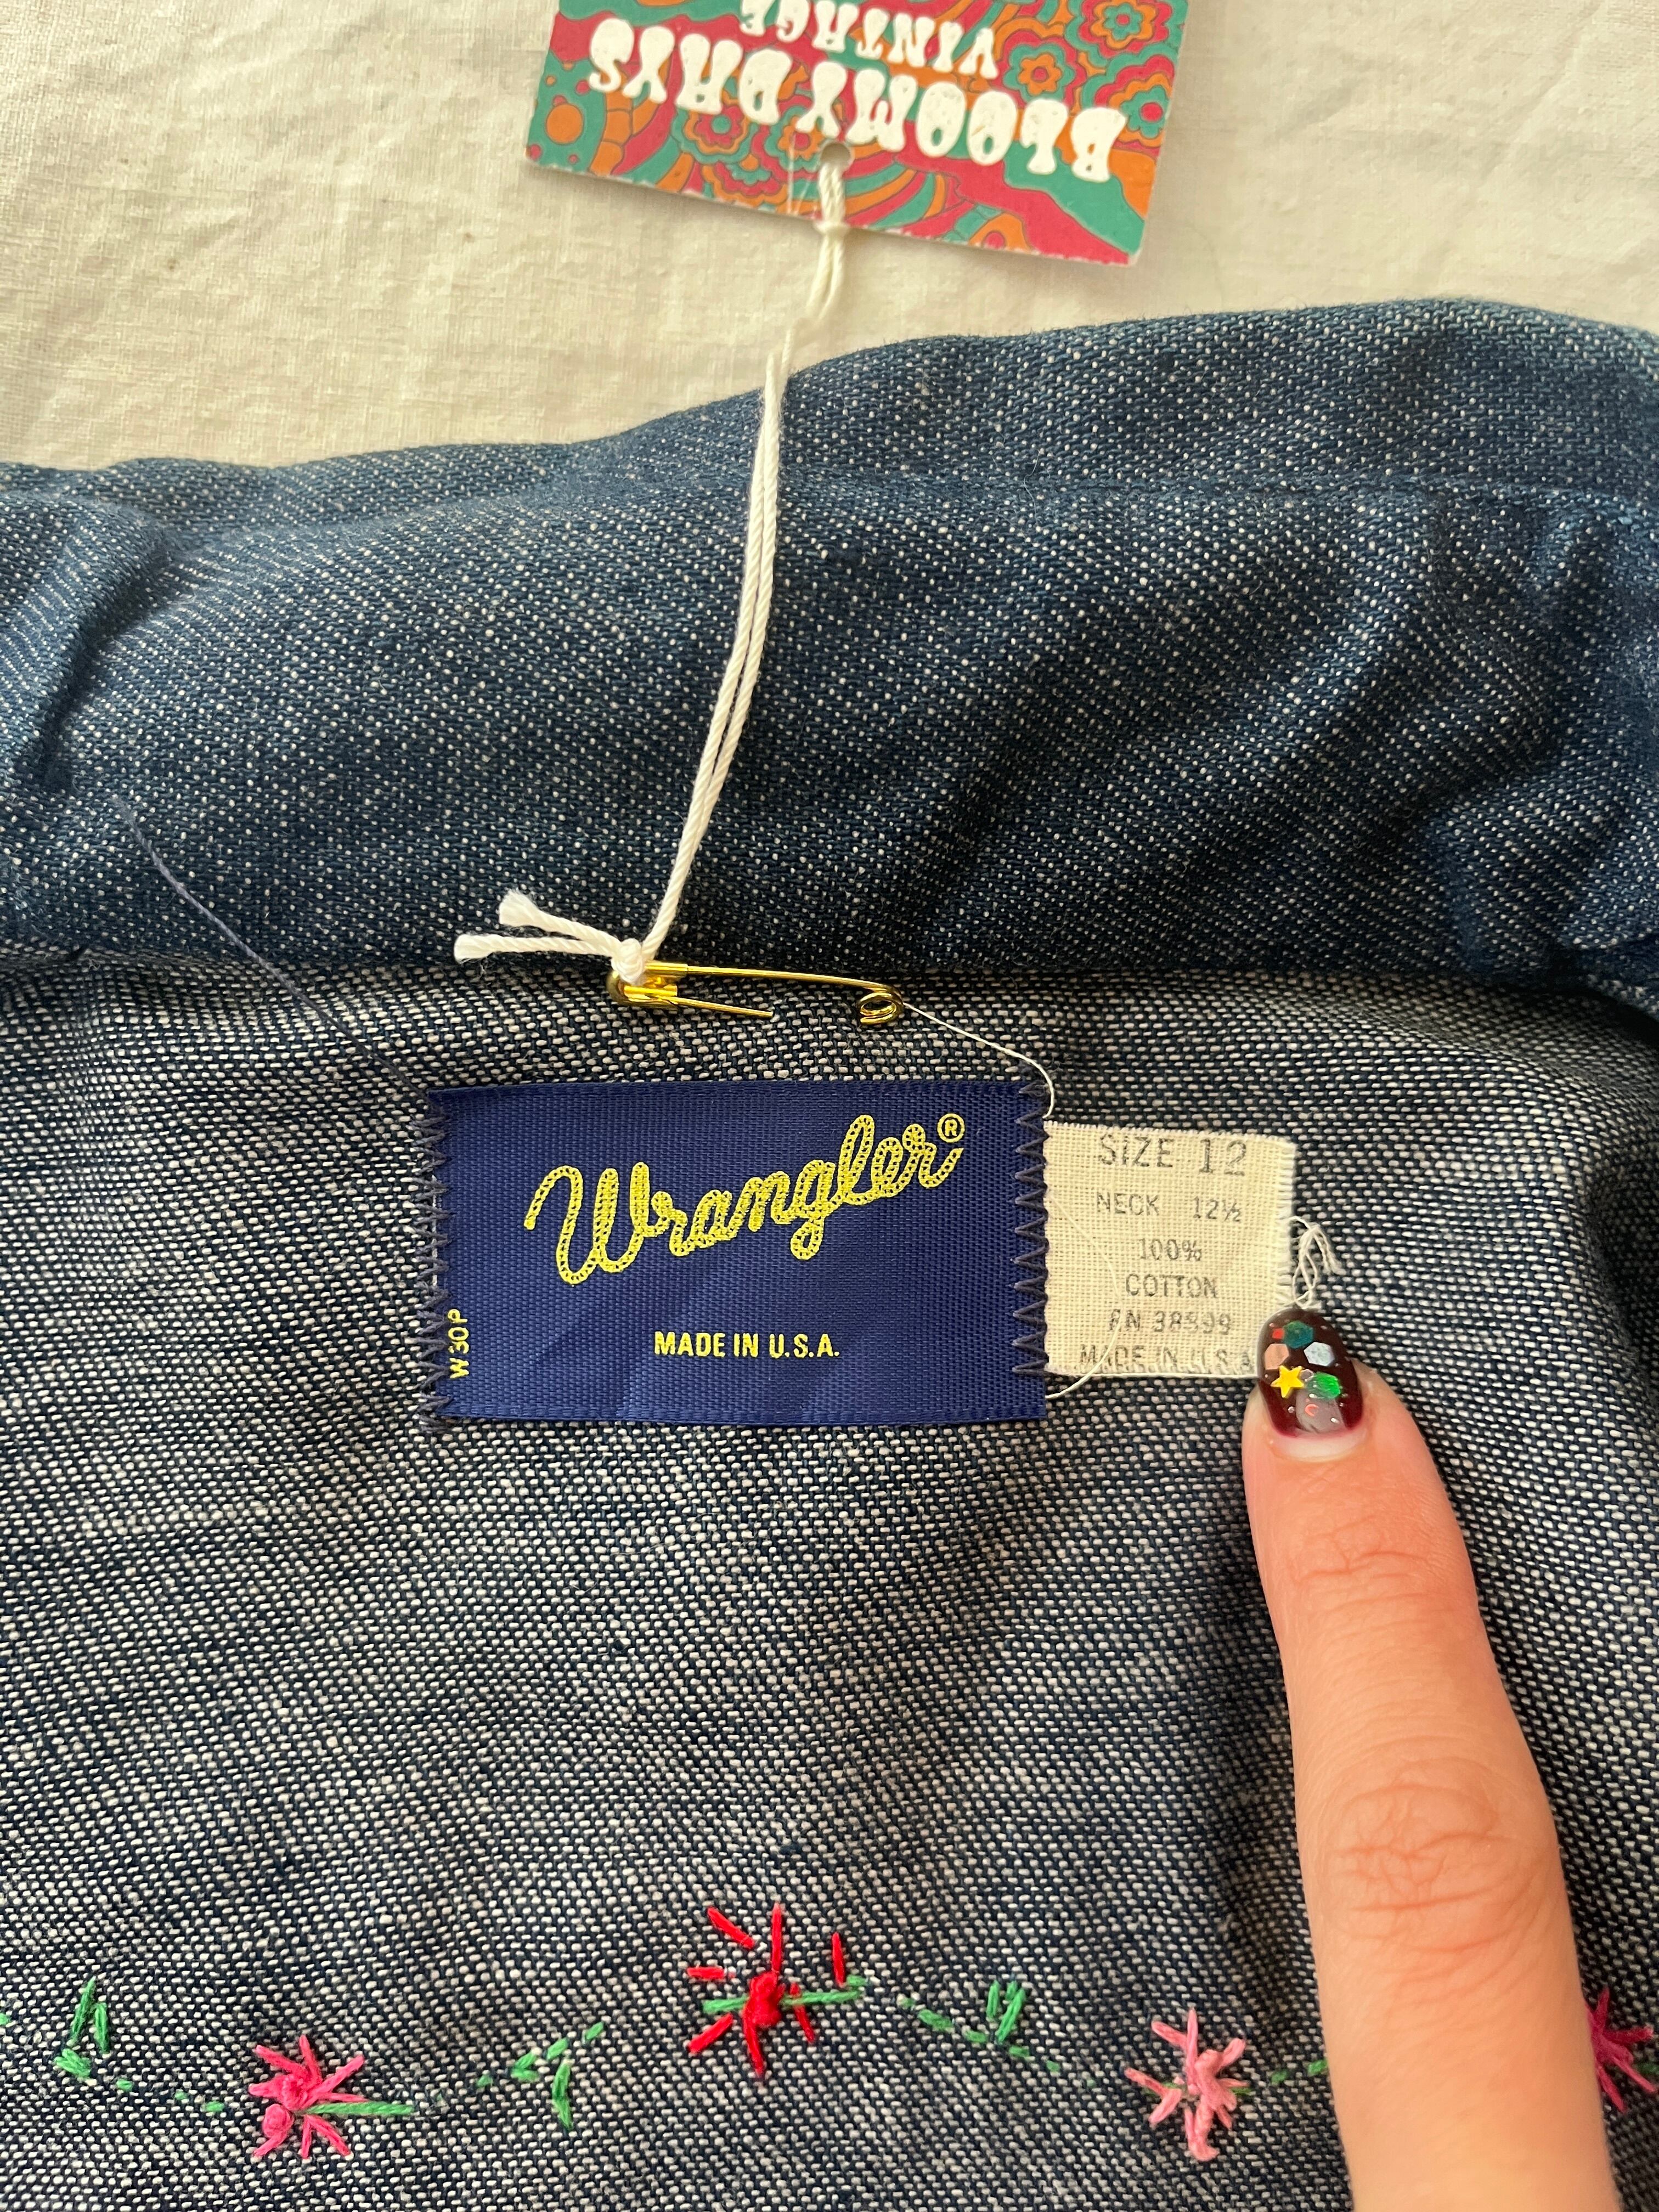 BLOOMY DAYS
VINTAGE
Wrangler®
W30P
MADE IN U.S.A.
SIZE 12
NECK 12½
100%
COTTON
RN 38599
MADE IN U.S.A